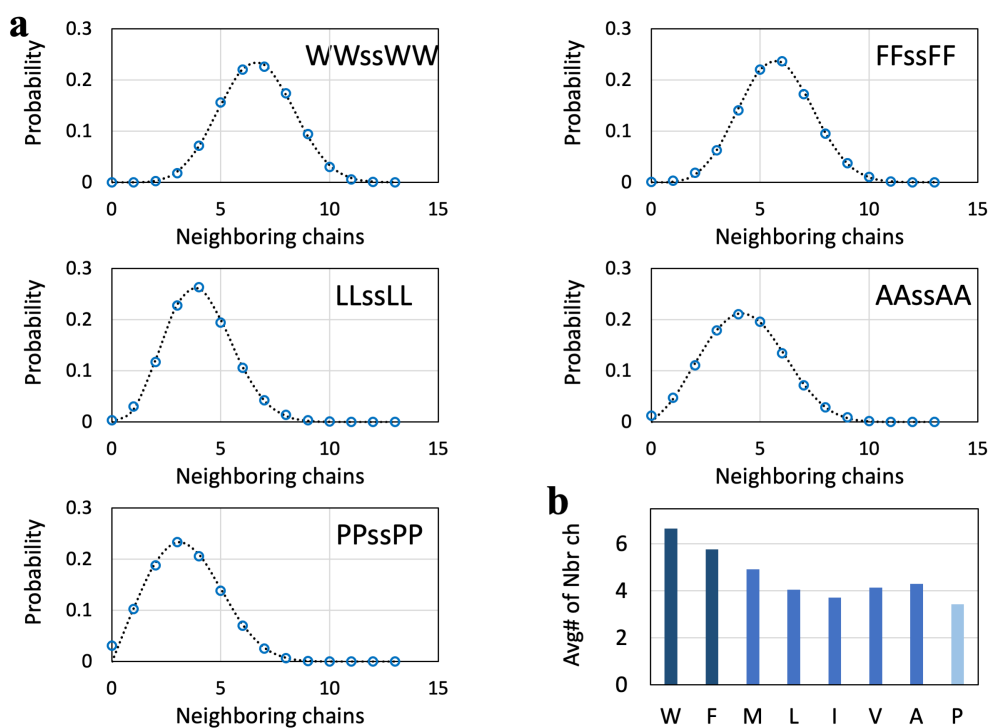 a
0.3
0.2
0.1
0
Probability
WWssWW
0 5 10 15
Neighboring chains
0.3
0.2
0.1
0
Probability
FFssFF
0 5 10 15
Neighboring chains
0.3
0.2
0.1
0
Probability
LLssLL
0 5 10 15
Neighboring chains
0.3
0.2
0.1
0
Probability
AAssAA
0 5 10 15
Neighboring chains
0.3
0.2
0.1
0
Probability
PPssPP
0 5 10 15
Neighboring chains
b
6
4
2
0
Avg# of Nbr ch
W F M L I V A P